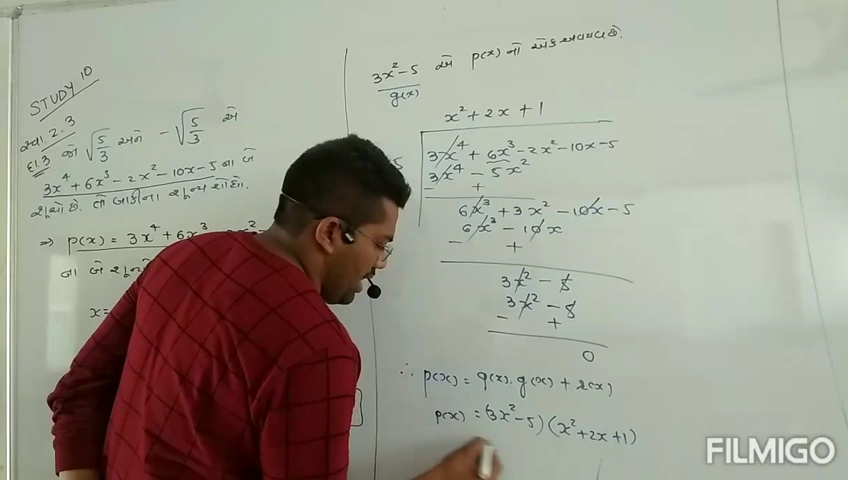 STUDY 10
સ્વા. 2.3
ઉદા.3 જો √5/3 અને -√5/3 એ
3x⁴ + 6x³ - 2x² - 10x - 5 ના બે
શૂન્યો છે. તો બાકીના શૂન્ય શોધો.
⇒ p(x) = 3x⁴ + 6x³
ના બે
x =
3x² - 5 એ p(x) નો એક અવયવ છે.
g(x)
x² + 2x + 1
3x⁴ + 6x³ - 2x² - 10x - 5
3x⁴ - 5x²
- +
6x³ + 3x² - 10x - 5
6x³ - 10x
- +
3x² - 5
3x² - 5
- +
0
∴ p(x) = q(x). g(x) + r(x)
p(x) = (3x² - 5) (x² + 2x + 1)
FILMIGO